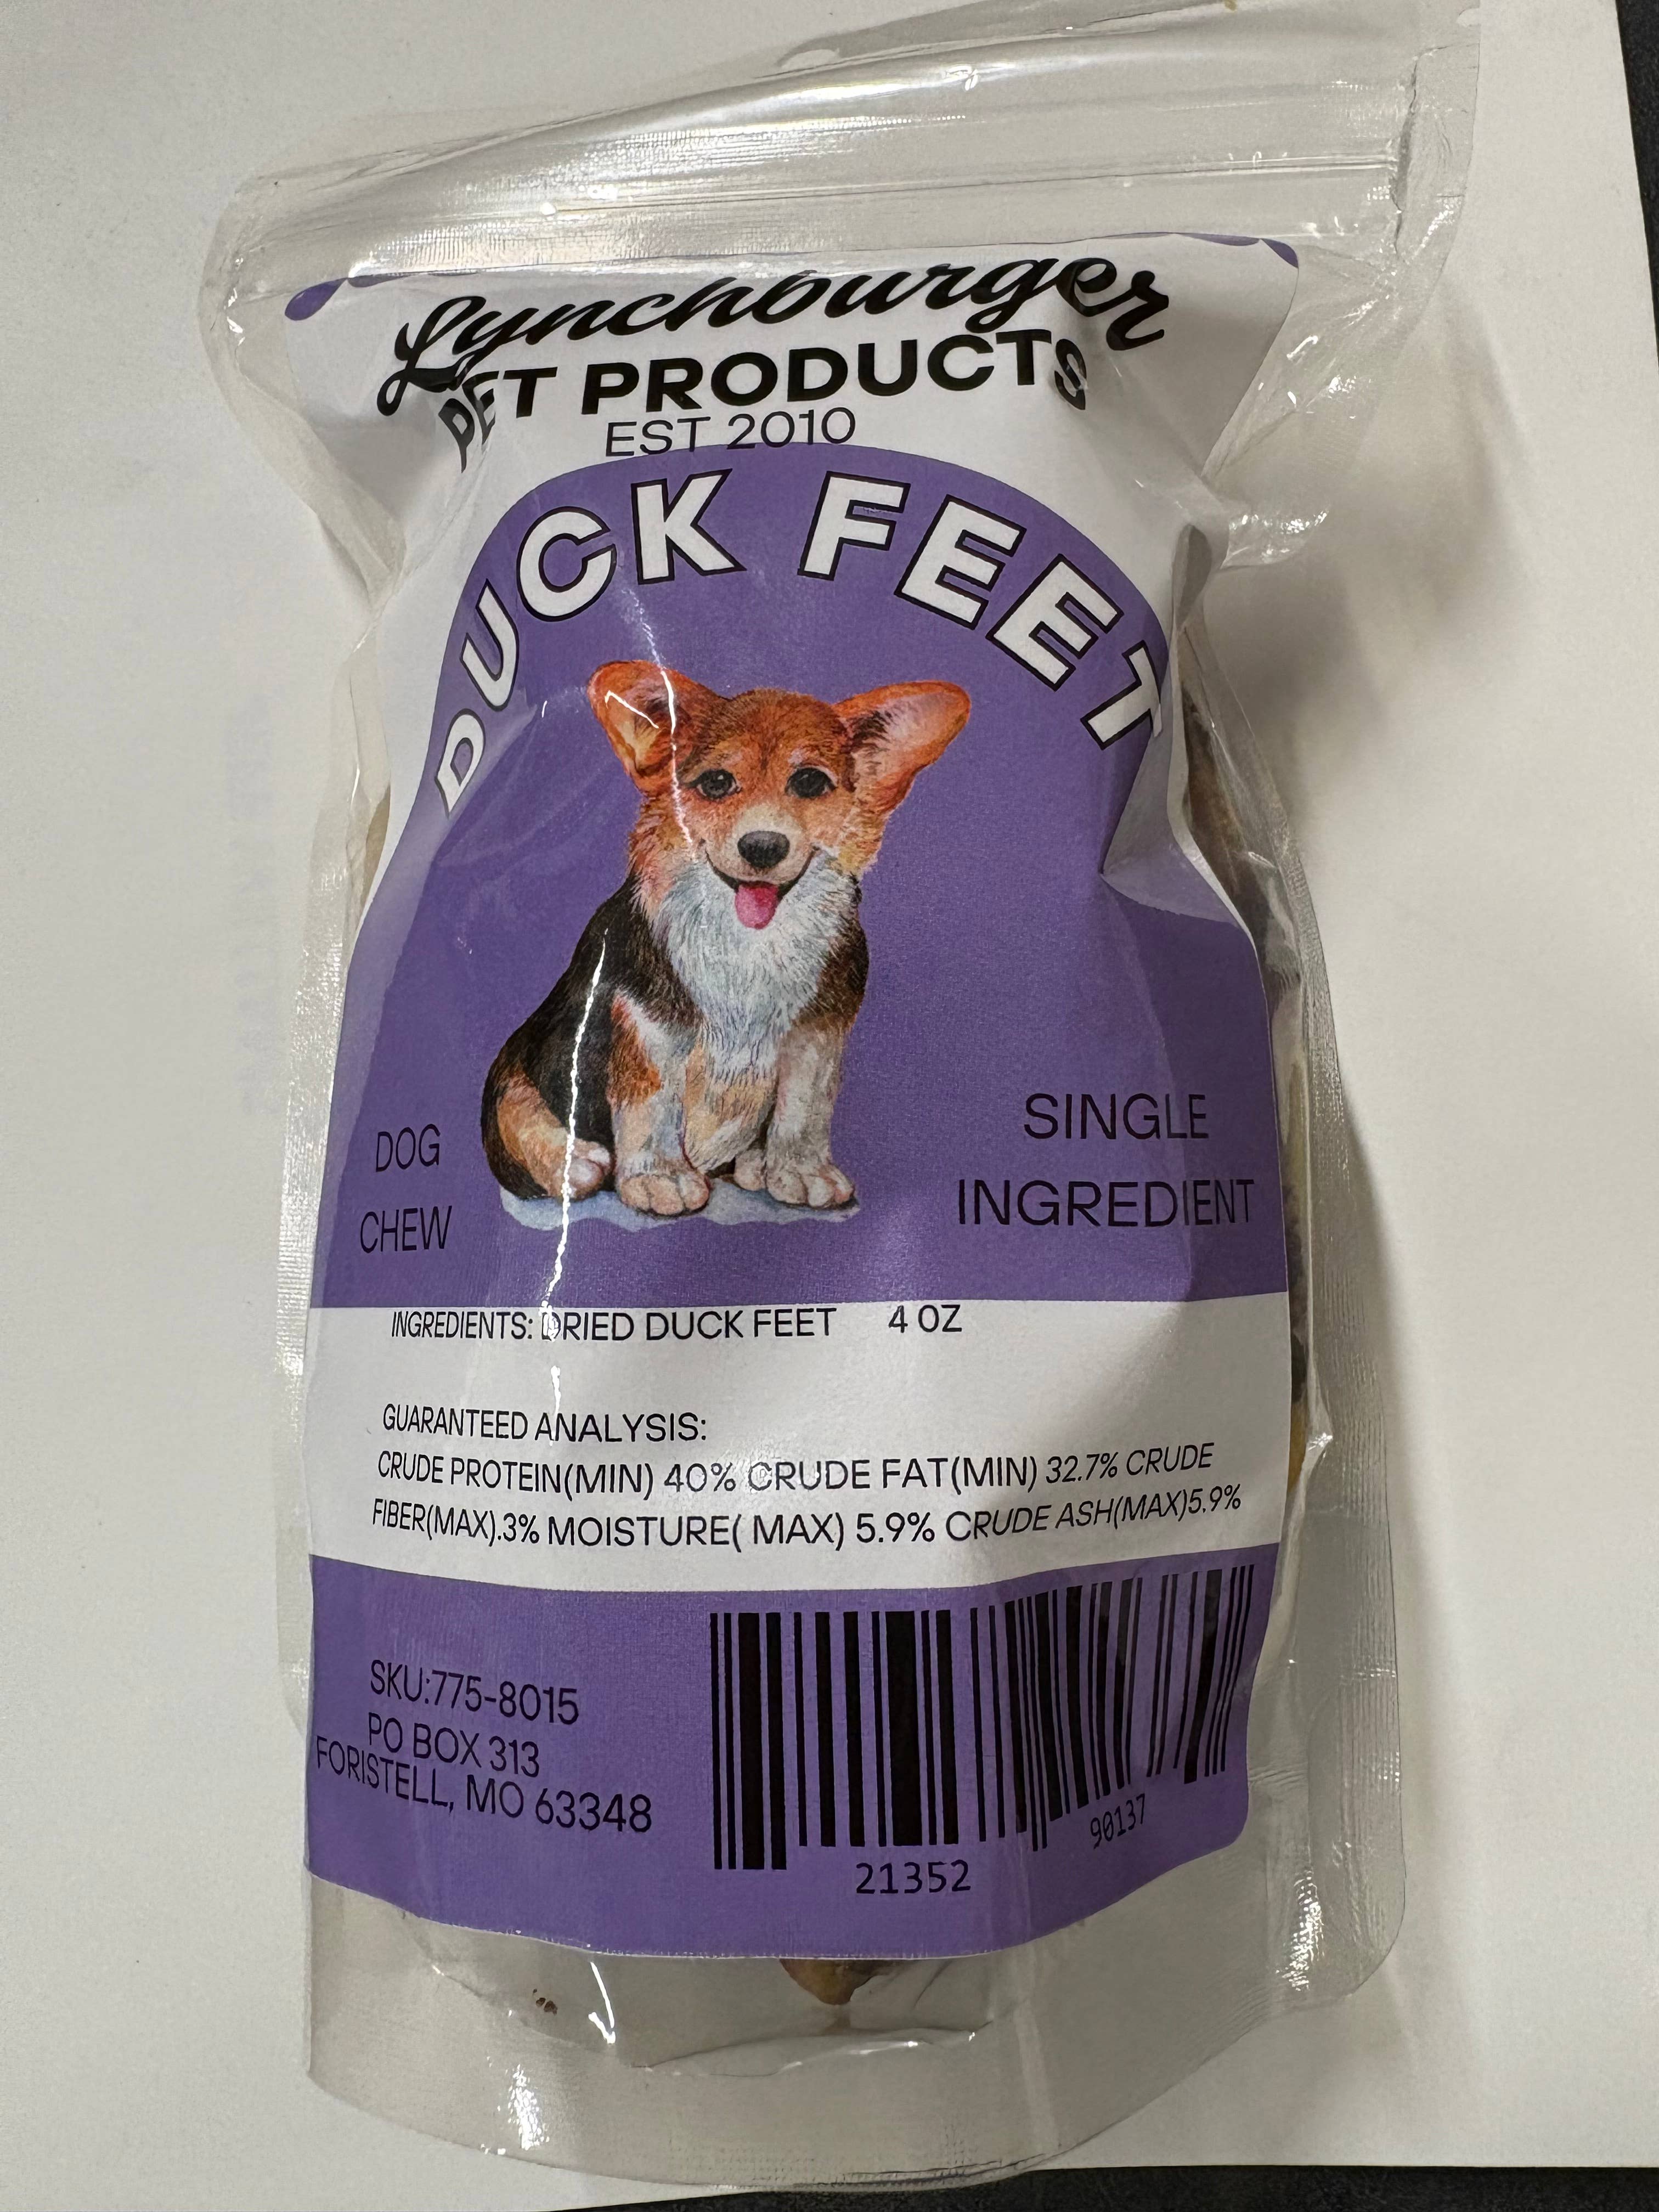 Lynchburger
PET PRODUCTS
EST 2010
DUCK FEET
DOG
CHEW
SINGLE
INGREDIENT
INGREDIENTS: DRIED DUCK FEET 4 OZ
GUARANTEED ANALYSIS:
CRUDE PROTEIN(MIN) 40% CRUDE FAT(MIN) 32.7% CRUDE
FIBER(MAX).3% MOISTURE( MAX) 5.9% CRUDE ASH(MAX)5.9%
SKU:775-8015
PO BOX 313
FORISTELL, MO 63348
21352 90137